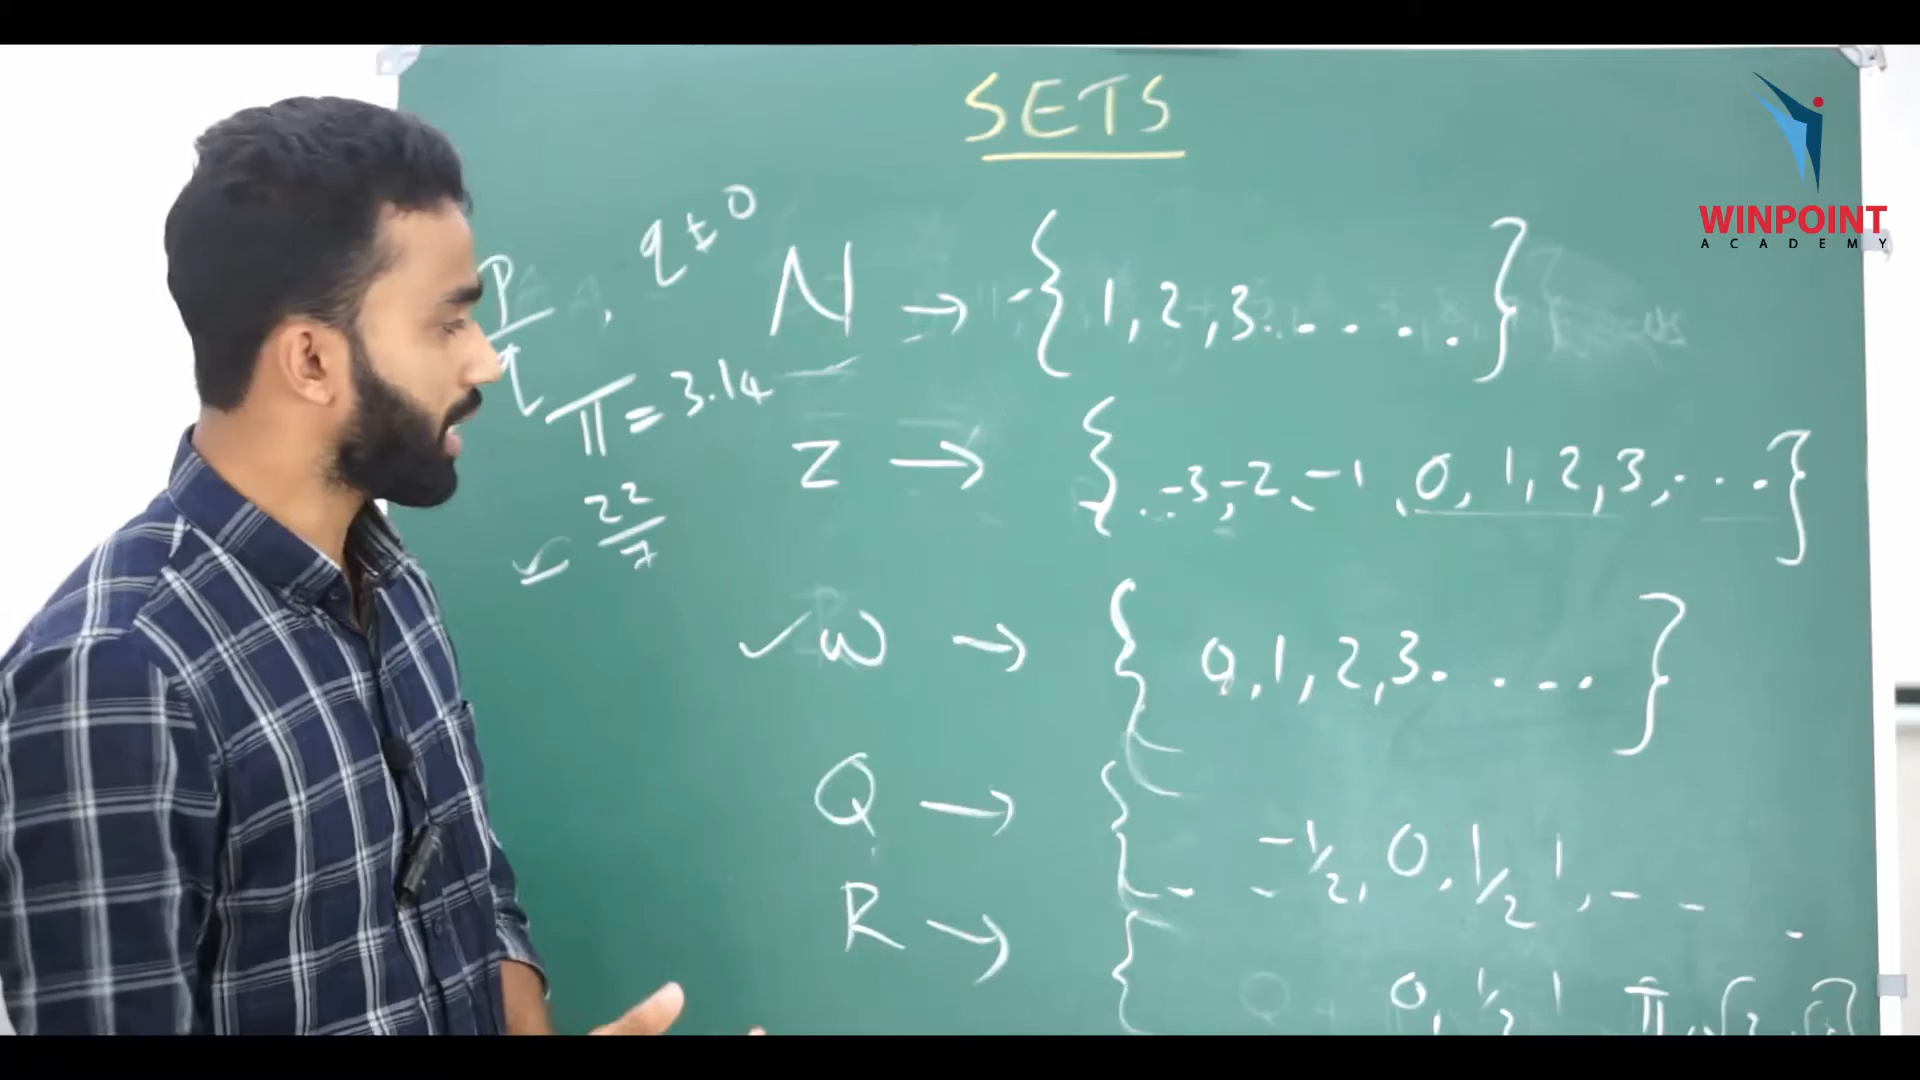 SETS
WINPOINT
ACADEMY
p/q, q ≠ 0
N → {1, 2, 3 . . . . .}
π = 3.14
22/7
Z → {. . -3, -2, -1, 0, 1, 2, 3, . . . .}
✓ W → {0, 1, 2, 3 . . . . .}
Q → {- - -1/2, 0, 1/2, 1, - - -
R → { 0, 1/2, 1, π, √2